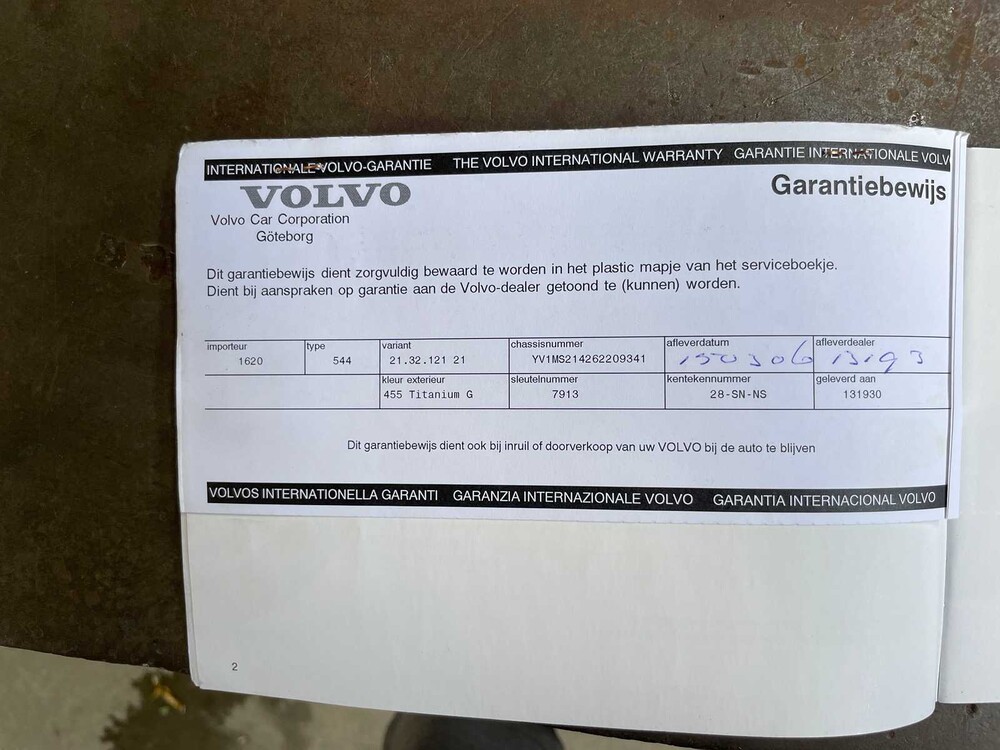 INTERNATIONALE VOLVO-GARANTIE THE VOLVO INTERNATIONAL WARRANTY GARANTIE INTERNATIONALE VOLV
VOLVO
Garantiebewijs
Volvo Car Corporation
Göteborg
Dit garantiebewijs dient zorgvuldig bewaard te worden in het plastic mapje van het serviceboekje.
Dient bij aanspraken op garantie aan de Volvo-dealer getoond te (kunnen) worden.
importeur type variant chassisnummer afleverdatum afleverdealer
1620 544 21.32.121 21 YV1MS214262209341 150306 13193
kleur exterieur sleutelnummer kentekennummer geleverd aan
455 Titanium G 7913 28-SN-NS 131930
Dit garantiebewijs dient ook bij inruil of doorverkoop van uw VOLVO bij de auto te blijven
VOLVOS INTERNATIONELLA GARANTI GARANZIA INTERNAZIONALE VOLVO GARANTIA INTERNACIONAL VOLVO
2